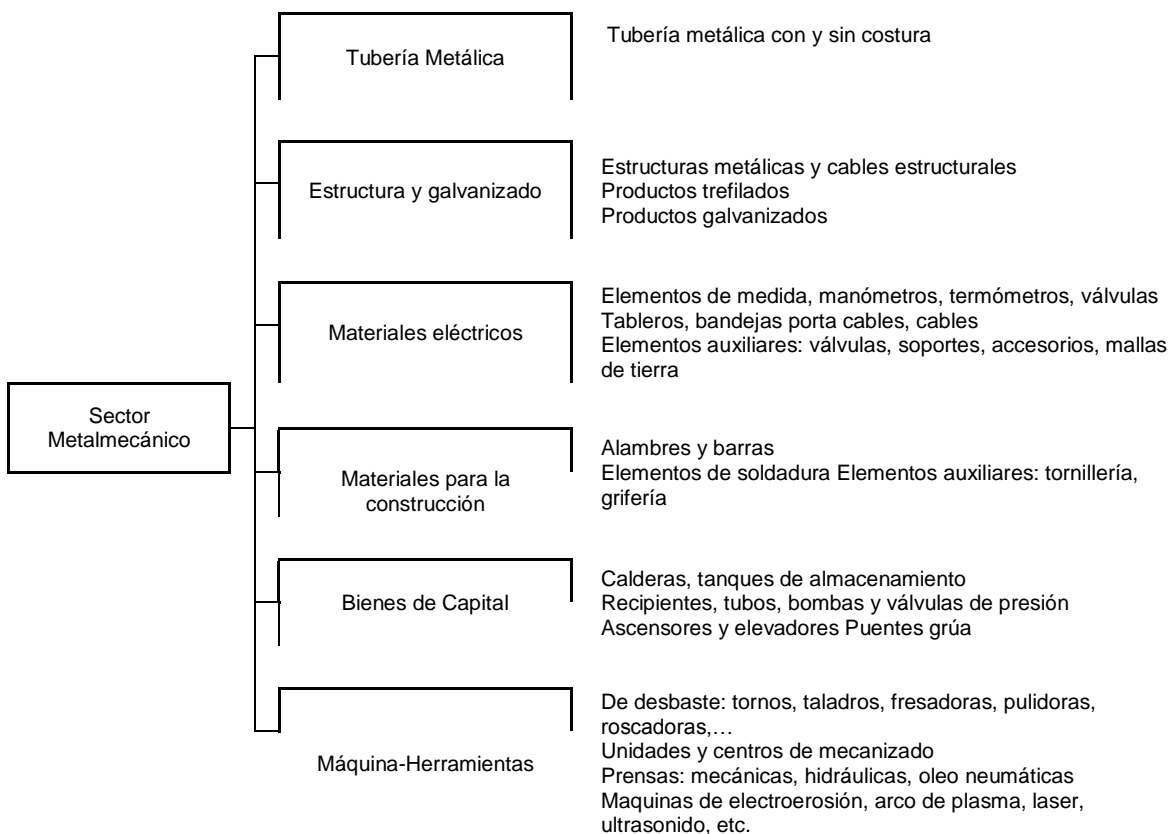 Tubería Metálica
Tubería metálica con y sin costura
Estructura y galvanizado
Estructuras metálicas y cables estructurales
Productos trefilados
Productos galvanizados
Materiales eléctricos
Elementos de medida, manómetros, termómetros, válvulas
Tableros, bandejas porta cables, cables
Elementos auxiliares: válvulas, soportes, accesorios, mallas
de tierra
Sector
Metalmecánico
Materiales para la
construcción
Alambres y barras
Elementos de soldadura Elementos auxiliares: tornillería,
grifería
Bienes de Capital
Calderas, tanques de almacenamiento
Recipientes, tubos, bombas y válvulas de presión
Ascensores y elevadores Puentes grúa
Máquina-Herramientas
De desbaste: tornos, taladros, fresadoras, pulidoras,
roscadoras,…
Unidades y centros de mecanizado
Prensas: mecánicas, hidráulicas, oleo neumáticas
Maquinas de electroerosión, arco de plasma, laser,
ultrasonido, etc.